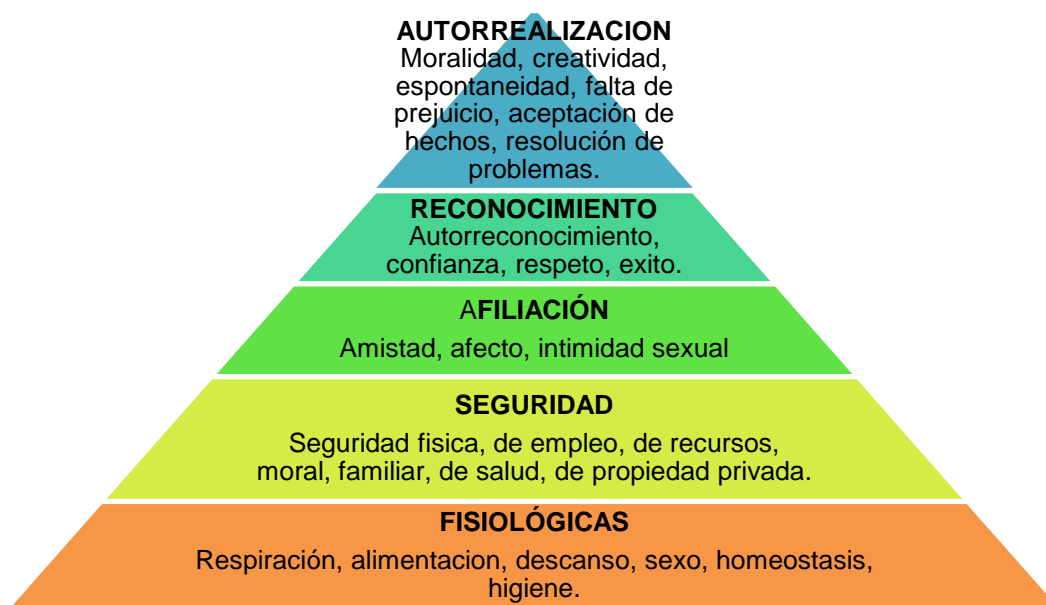 AUTORREALIZACION
Moralidad, creatividad,
espontaneidad, falta de
prejuicio, aceptación de
hechos, resolución de
problemas.
RECONOCIMIENTO
Autorreconocimiento,
confianza, respeto, exito.
AFILIACIÓN
Amistad, afecto, intimidad sexual
SEGURIDAD
Seguridad fisica, de empleo, de recursos,
moral, familiar, de salud, de propiedad privada.
FISIOLÓGICAS
Respiración, alimentacion, descanso, sexo, homeostasis,
higiene.